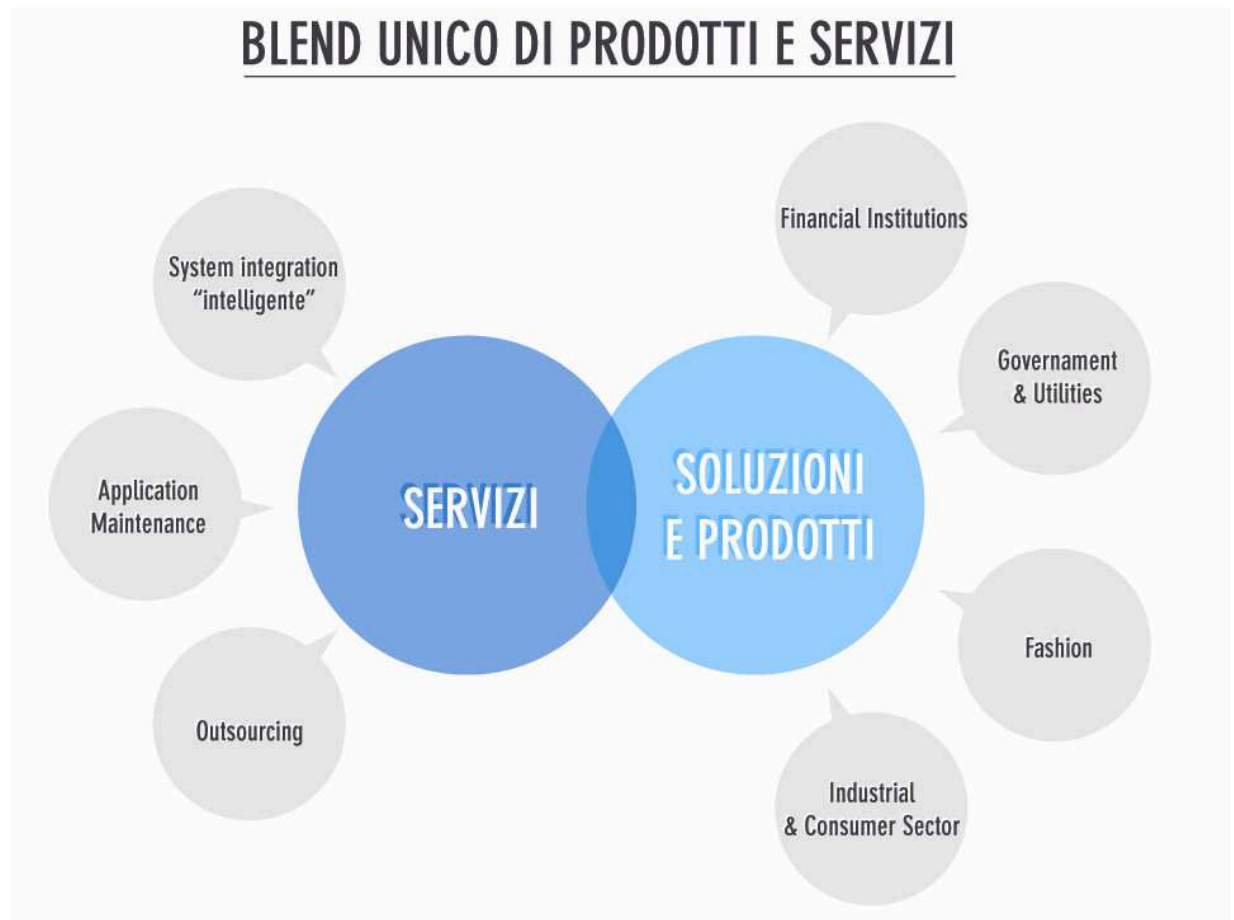 BLEND UNICO DI PRODOTTI E SERVIZI
System integration
“intelligente”
Application
Maintenance
Outsourcing
SERVIZI
SOLUZIONI
E PRODOTTI
Financial Institutions
Governament
& Utilities
Fashion
Industrial
& Consumer Sector